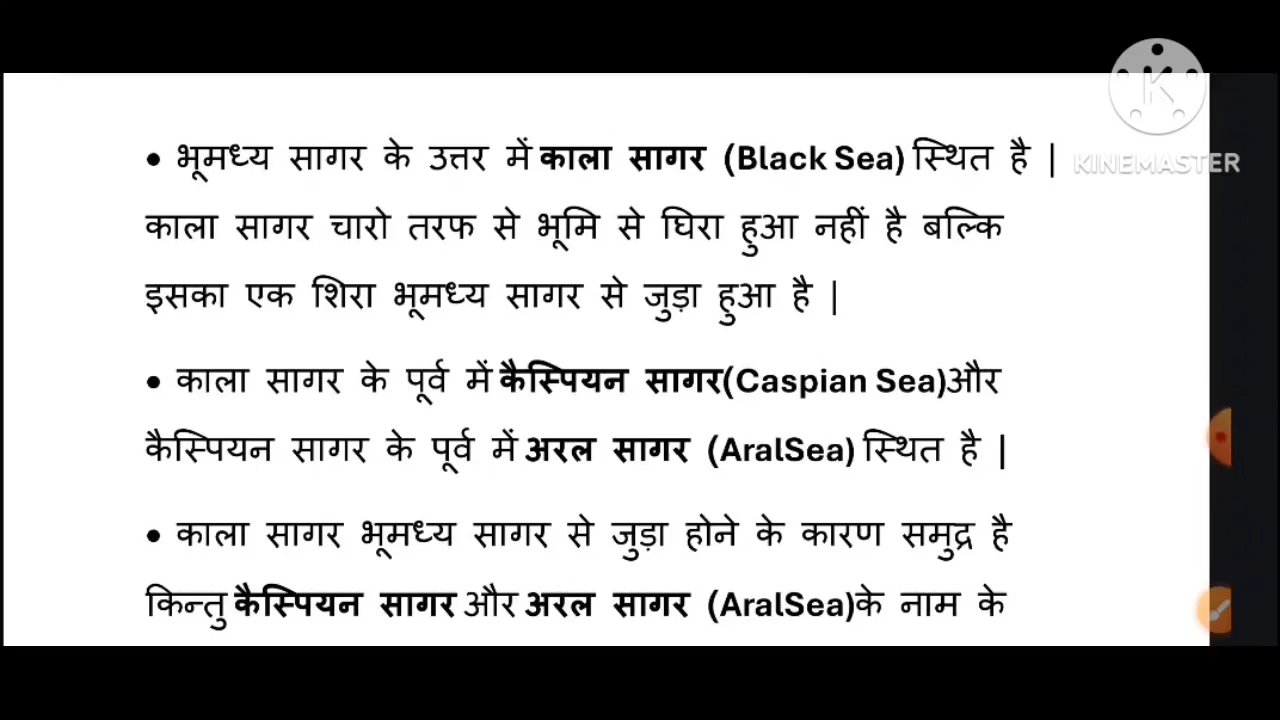 • भूमध्य सागर के उत्तर में काला सागर (Black Sea) स्थित है |
KINEMASTER
काला सागर चारो तरफ से भूमि से घिरा हुआ नहीं है बल्कि
इसका एक शिरा भूमध्य सागर से जुड़ा हुआ है |
• काला सागर के पूर्व में कैस्पियन सागर(Caspian Sea)और
कैस्पियन सागर के पूर्व में अरल सागर (AralSea) स्थित है |
• काला सागर भूमध्य सागर से जुड़ा होने के कारण समुद्र है
किन्तु कैस्पियन सागर और अरल सागर (AralSea)के नाम के